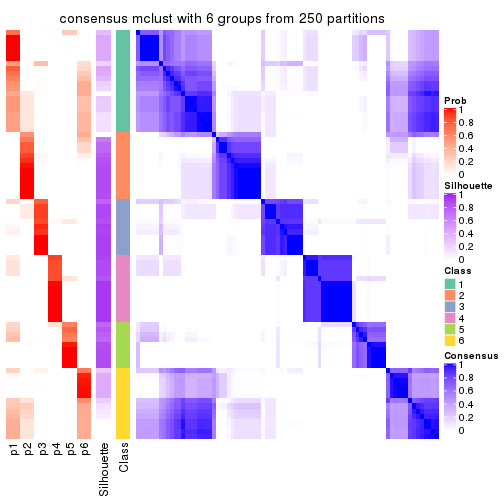 consensus mclust with 6 groups from 250 partitions
Prob
1
0.8
0.6
0.4
0.2
0
Silhouette
1
0.8
0.6
0.4
0.2
0
Class
1
2
3
4
5
6
Consensus
1
0.8
0.6
0.4
0.2
0
p1
p2
p3
p4
p5
p6
Silhouette
Class